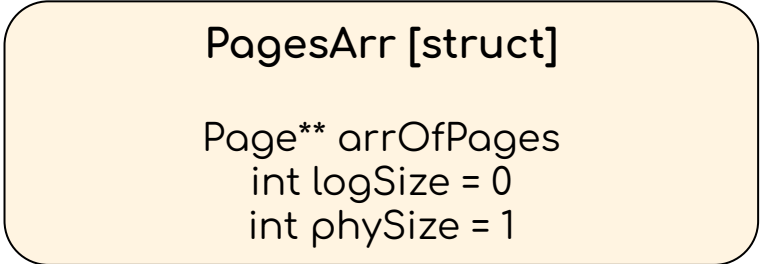 PagesArr [struct]
Page** arrOfPages
int logSize = 0
int phySize = 1